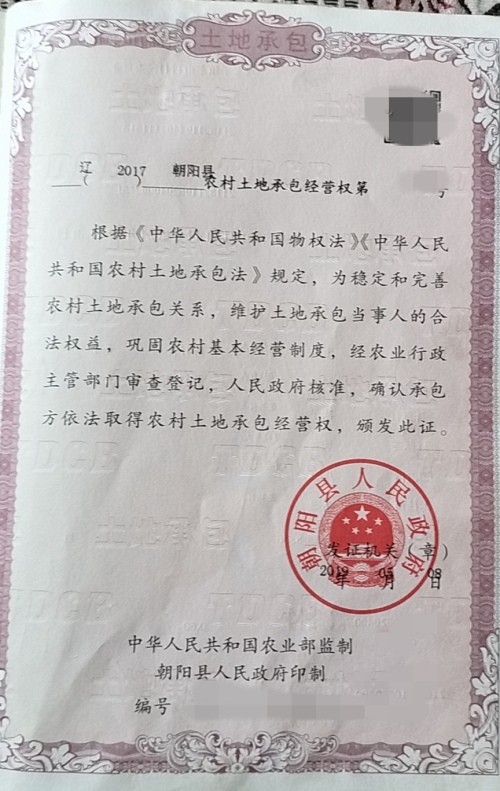 土地承包
辽(2017)朝阳县农村土地承包经营权第号
根据《中华人民共和国物权法》《中华人民
共和国农村土地承包法》规定，为稳定和完善
农村土地承包关系，维护土地承包当事人的合
法权益，巩固农村基本经营制度，经农业行政
主管部门审查登记，人民政府核准，确认承包
方依法取得农村土地承包经营权，颁发此证。
朝阳县人民政府
发证机关（章）
2019年05月08日
中华人民共和国农业部监制
朝阳县人民政府印制
编号